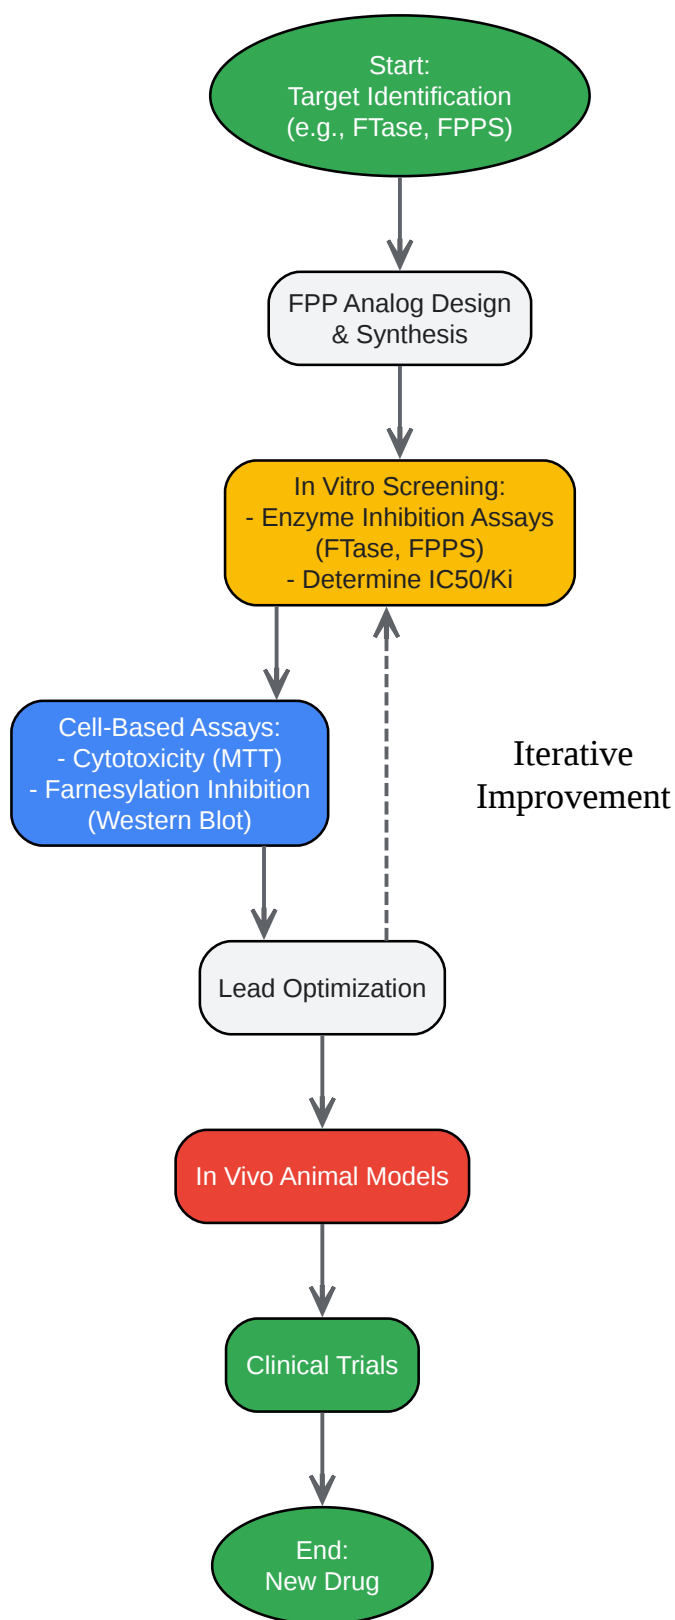 Start:
Target Identification
(e.g., FTase, FPPS)
FPP Analog Design
& Synthesis
In Vitro Screening:
- Enzyme Inhibition Assays
(FTase, FPPS)
- Determine IC50/Ki
Cell-Based Assays:
- Cytotoxicity (MTT)
- Farnesylation Inhibition
(Western Blot)
Iterative
Improvement
Lead Optimization
In Vivo Animal Models
Clinical Trials
End:
New Drug